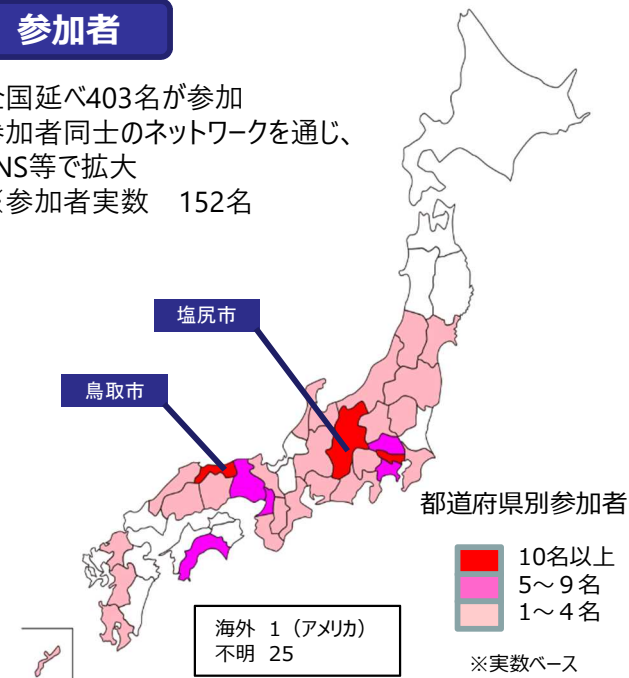 参加者
全国延べ403名が参加
参加者同士のネットワークを通じ、
SNS等で拡大
※参加者実数 152名
塩尻市
鳥取市
都道府県別参加者
10名以上
5～9名
1～4名
海外 1（アメリカ）
不明 25
※実数ベース